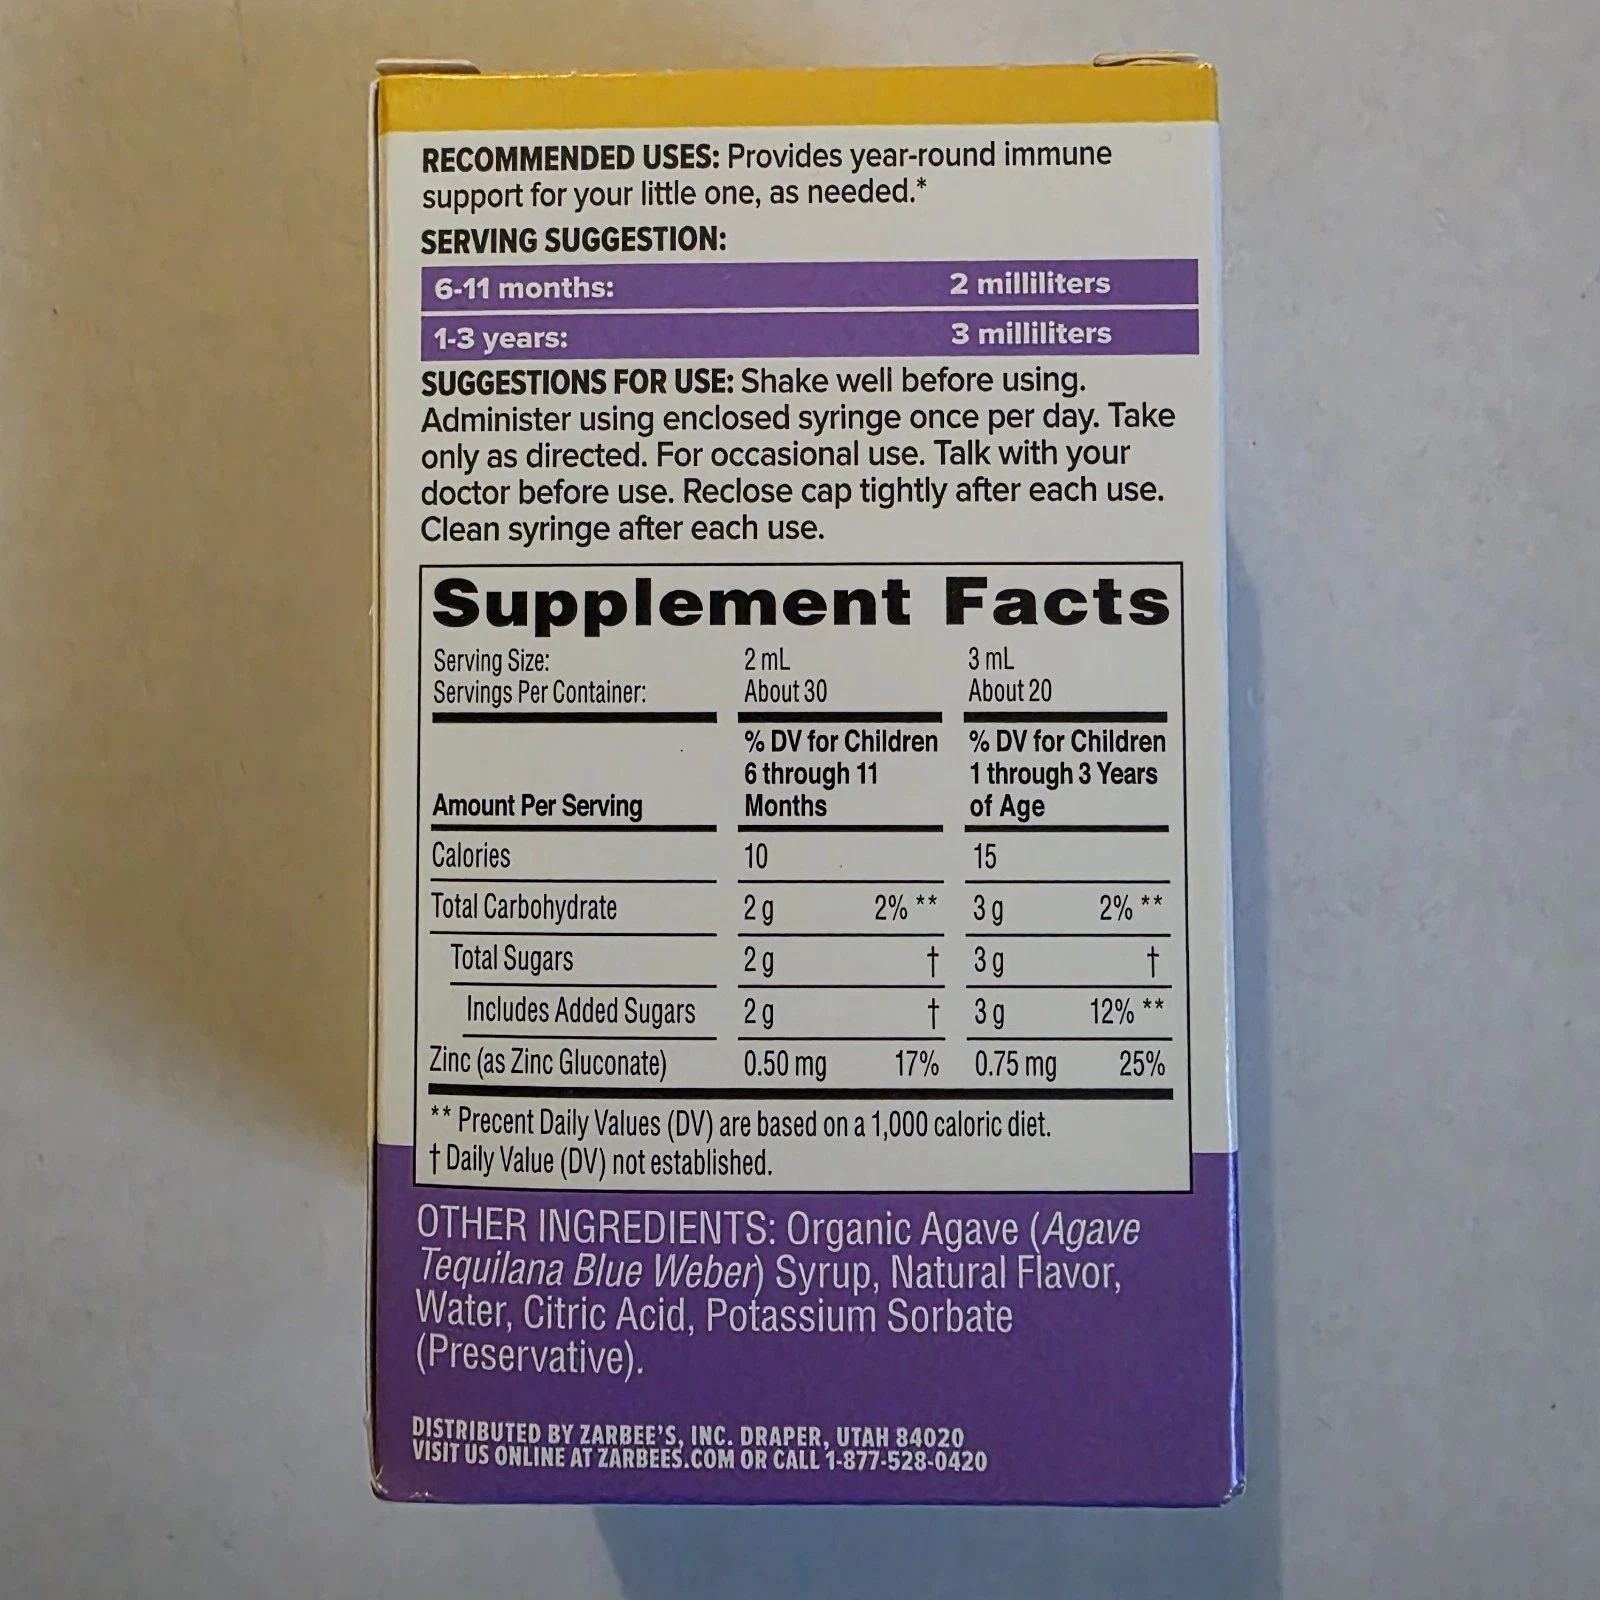 RECOMMENDED USES: Provides year-round immune
support for your little one, as needed.*
SERVING SUGGESTION:
6-11 months: 2 milliliters
1-3 years: 3 milliliters
SUGGESTIONS FOR USE: Shake well before using.
Administer using enclosed syringe once per day. Take
only as directed. For occasional use. Talk with your
doctor before use. Reclose cap tightly after each use.
Clean syringe after each use.
Supplement Facts
Serving Size: 2 mL 3 mL
Servings Per Container: About 30 About 20
% DV for Children % DV for Children
6 through 11 1 through 3 Years
Amount Per Serving Months of Age
Calories 10 15
Total Carbohydrate 2 g 2% ** 3 g 2% **
Total Sugars 2 g † 3 g †
Includes Added Sugars 2 g † 3 g 12% **
Zinc (as Zinc Gluconate) 0.50 mg 17% 0.75 mg 25%
** Precent Daily Values (DV) are based on a 1,000 caloric diet.
† Daily Value (DV) not established.
OTHER INGREDIENTS: Organic Agave (Agave
Tequilana Blue Weber) Syrup, Natural Flavor,
Water, Citric Acid, Potassium Sorbate
(Preservative).
DISTRIBUTED BY ZARBEE'S, INC. DRAPER, UTAH 84020
VISIT US ONLINE AT ZARBEES.COM OR CALL 1-877-528-0420